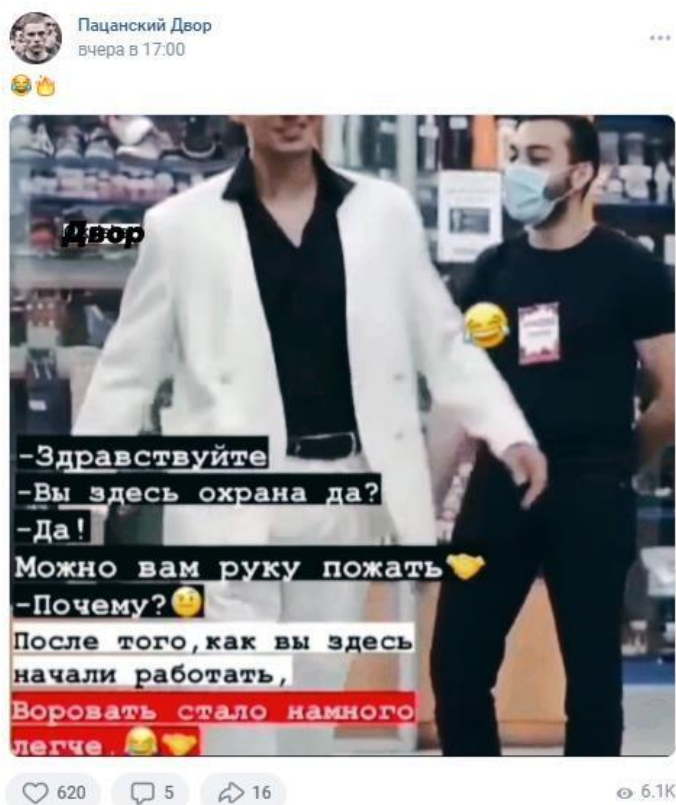 Пацанский Двор
вчера в 17:00
Двор
-Здравствуйте
-Вы здесь охрана да?
-Да!
Можно вам руку пожать
-Почему?
После того,как вы здесь
начали работать,
Воровать стало намного
легче.
620 5 16 6.1K